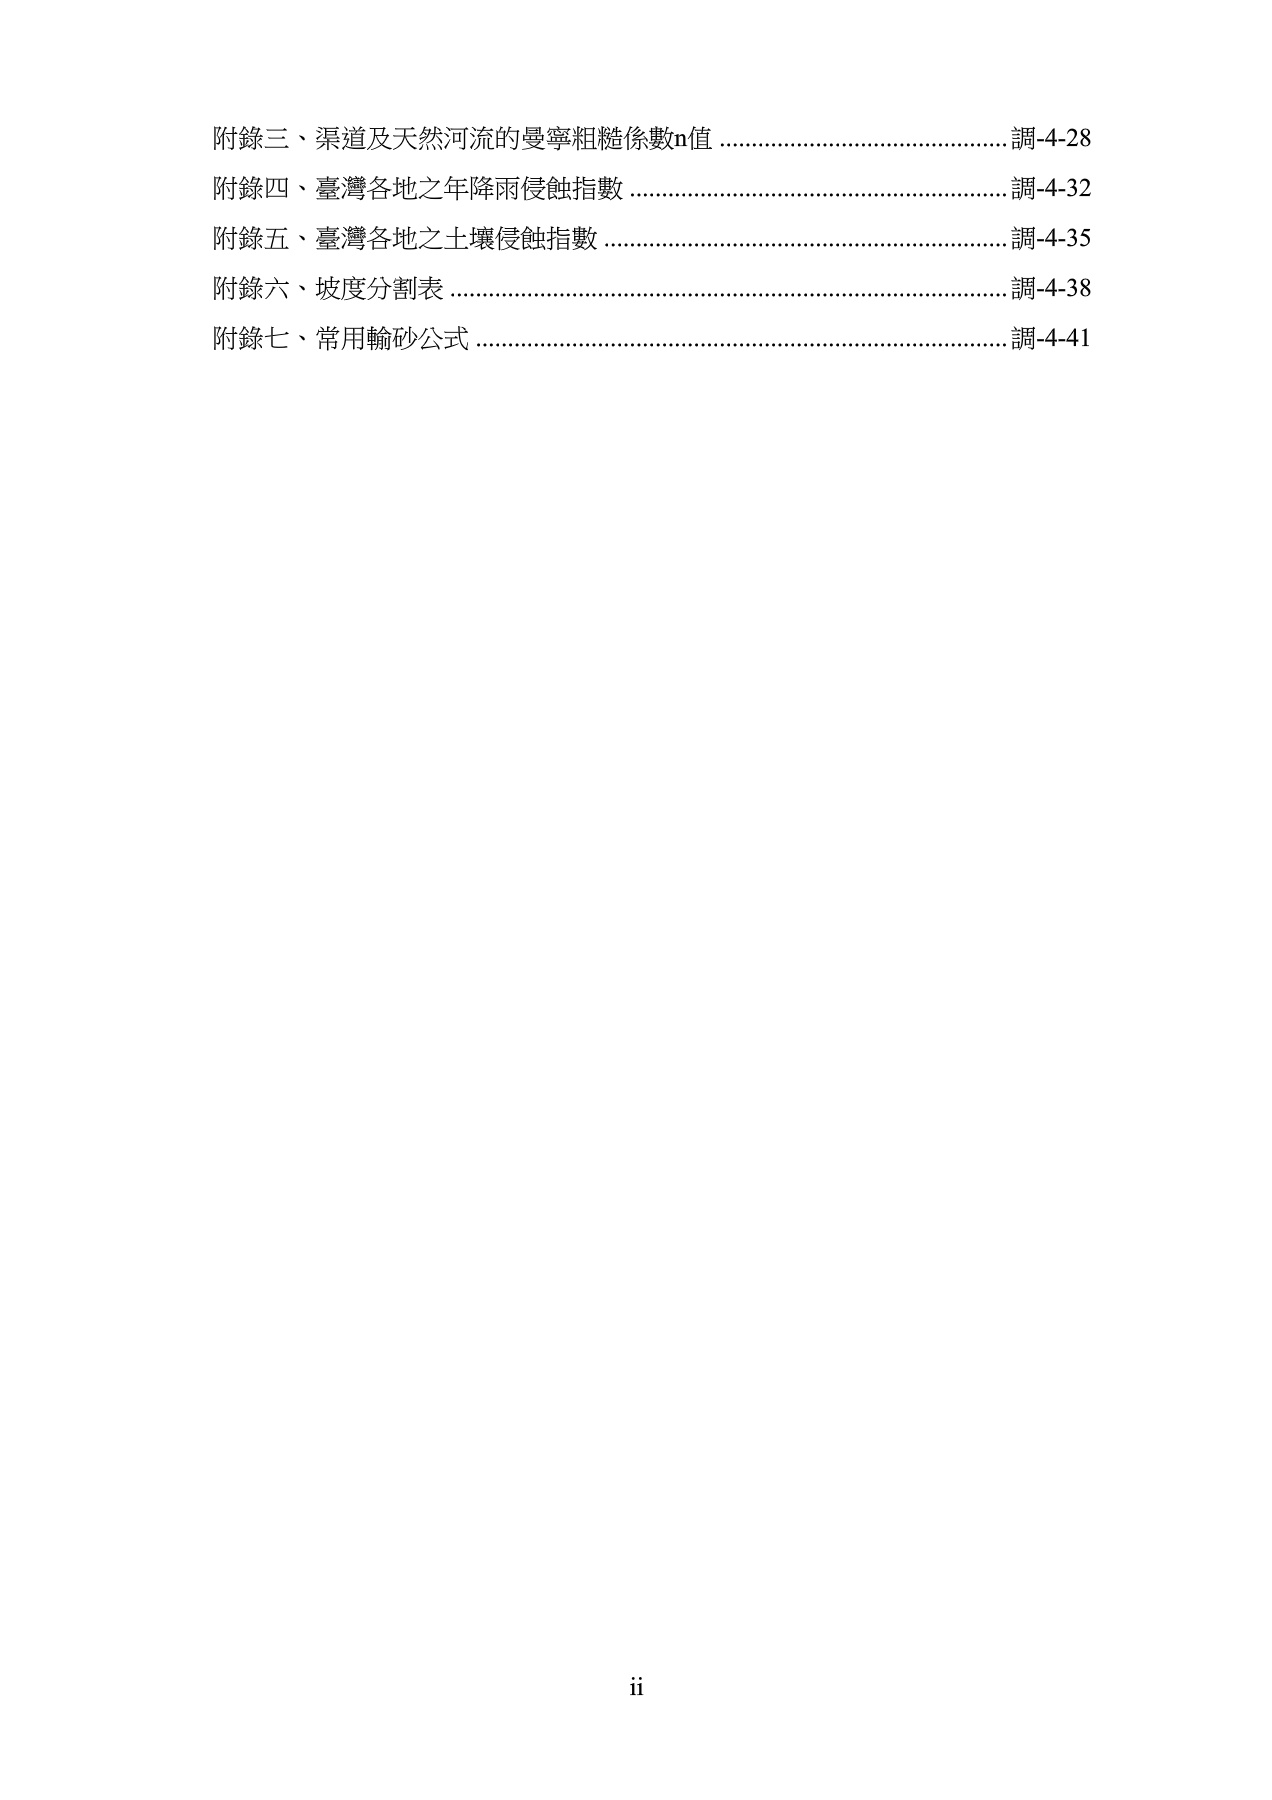 附錄三、渠道及天然河流的曼寧粗糙係數n值 ............................................. 調-4-28
附錄四、臺灣各地之年降雨侵蝕指數 ........................................................... 調-4-32
附錄五、臺灣各地之土壤侵蝕指數 ............................................................... 調-4-35
附錄六、坡度分割表 ....................................................................................... 調-4-38
附錄七、常用輸砂公式 ................................................................................... 調-4-41
ii